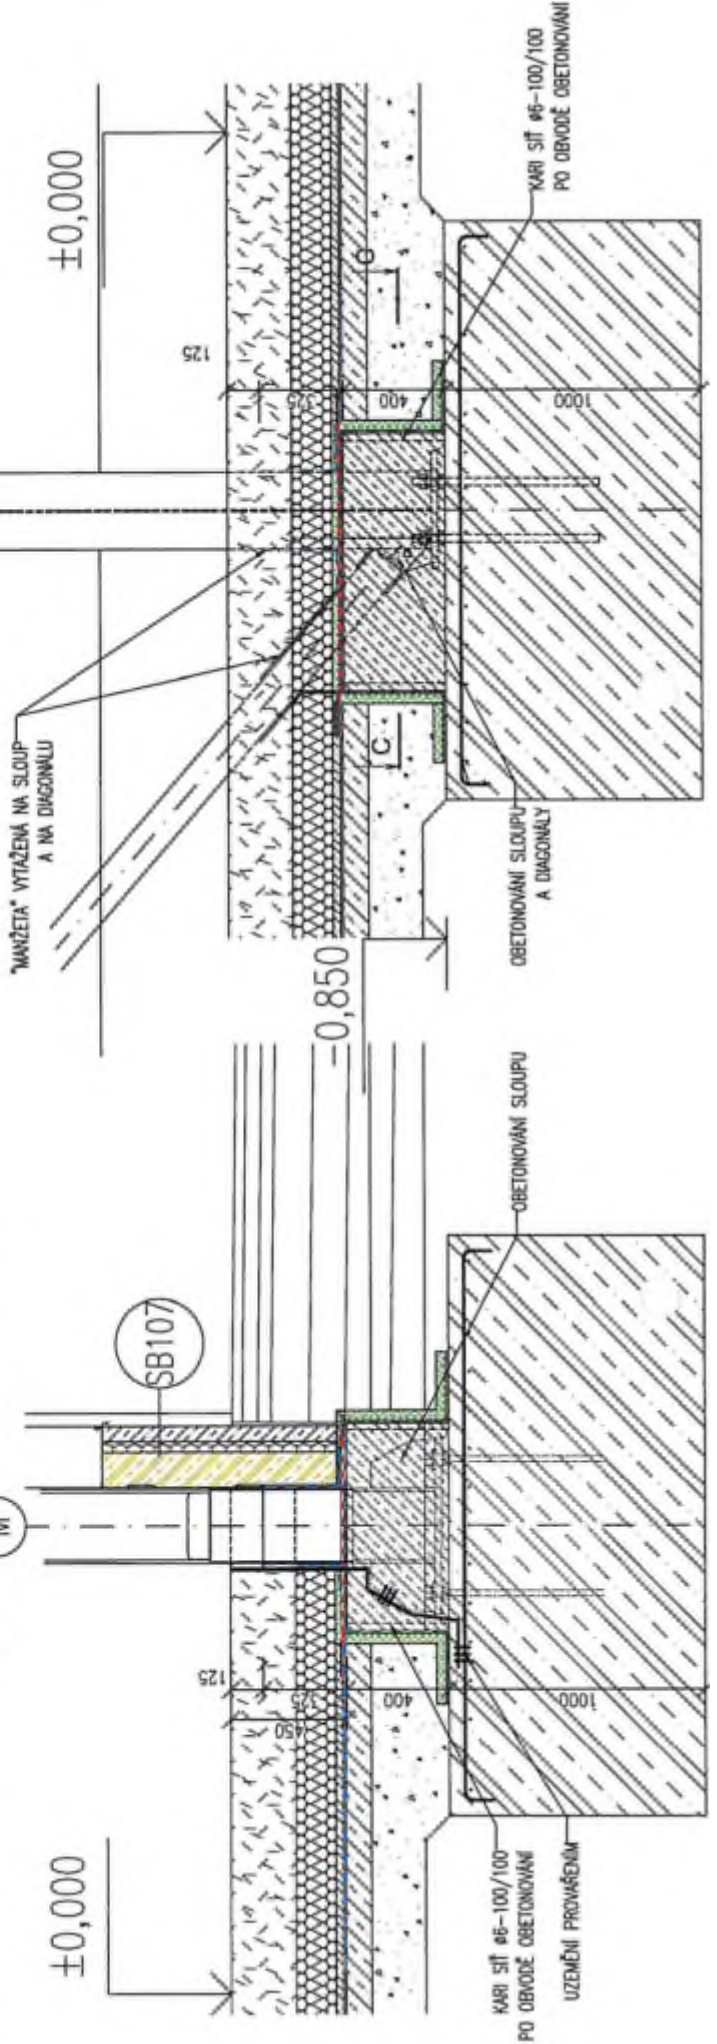 ±0,000
125
325
450
400
1000
M
SB107
KARI SÍŤ ø6-100/100
PO OBVODĚ OBETONOVÁNÍ
UZEMĚNÍ PROVAŘENÍM
OBETONOVÁNÍ SLOUPU
"MANŽETA" VYTAŽENÁ NA SLOUP
A NA DIAGONÁLU
-0,850
±0,000
125
325
400
1000
C
OBETONOVÁNÍ SLOUPU
A DIAGONÁLY
KARI SÍŤ ø6-100/100
PO OBVODĚ OBETONOVÁNÍ